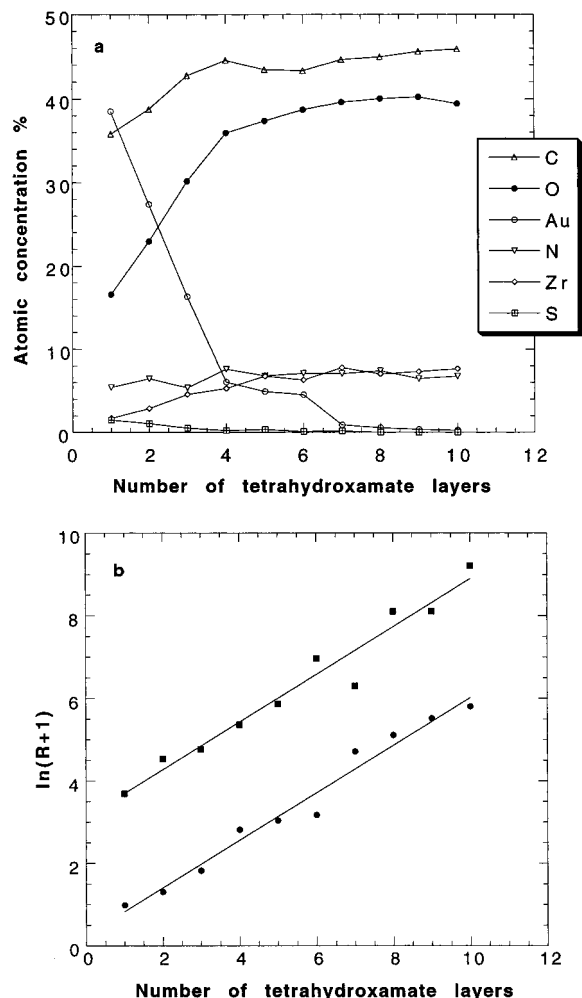 a
50
40
30
20
10
0
Atomic concentration %
0 2 4 6 8 10 12
Number of tetrahydroxamate layers
C
O
Au
N
Zr
S
b
10
8
6
4
2
0
ln(R+1)
0 2 4 6 8 10 12
Number of tetrahydroxamate layers